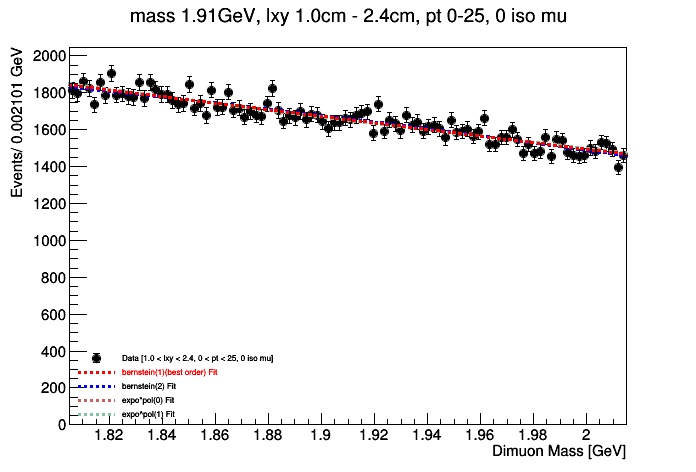 mass 1.91GeV, lxy 1.0cm - 2.4cm, pt 0-25, 0 iso mu
Events/ 0.002101 GeV
2000
1800
1600
1400
1200
1000
800
600
400
200
0
Data [1.0 < lxy < 2.4, 0 < pt < 25, 0 iso mu]
bernstein(1)(best order) Fit
bernstein(2) Fit
expo*pol(0) Fit
expo^pol(1) Fit
1.82 1.84 1.86 1.88 1.9 1.92 1.94 1.96 1.98 2
Dimuon Mass [GeV]